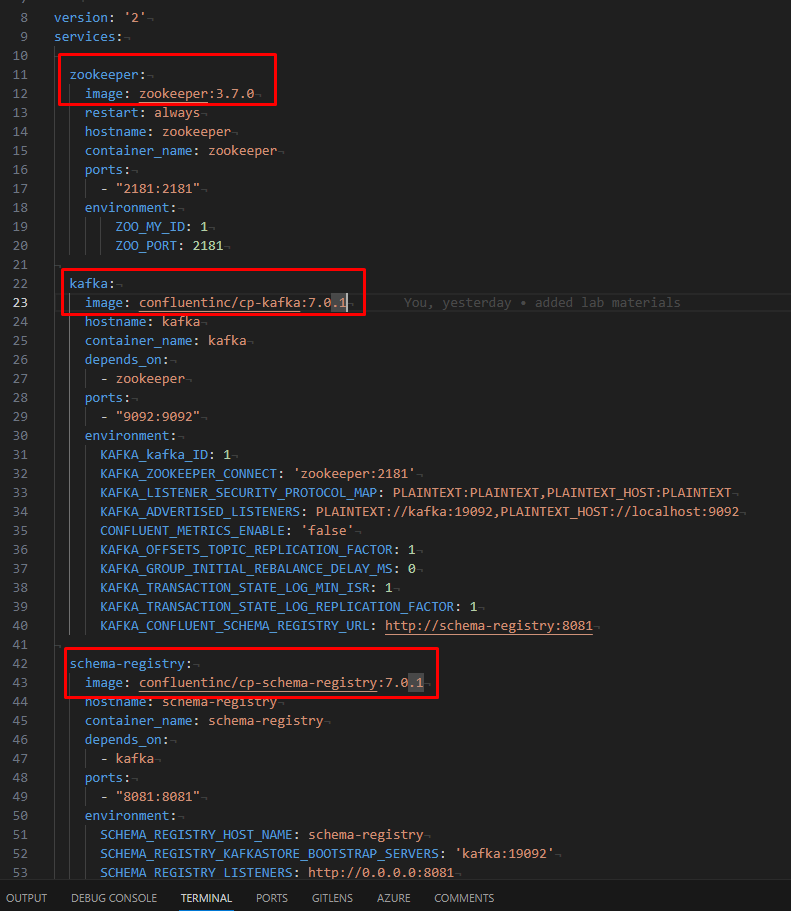 8 version: '2'
9 services:
10
11 zookeeper:
12 image: zookeeper:3.7.0
13 restart: always
14 hostname: zookeeper
15 container_name: zookeeper
16 ports:
17 - "2181:2181"
18 environment:
19 ZOO_MY_ID: 1
20 ZOO_PORT: 2181
21
22 kafka:
23 image: confluentinc/cp-kafka:7.0.1 You, yesterday • added lab materials
24 hostname: kafka
25 container_name: kafka
26 depends_on:
27 - zookeeper
28 ports:
29 - "9092:9092"
30 environment:
31 KAFKA_kafka_ID: 1
32 KAFKA_ZOOKEEPER_CONNECT: 'zookeeper:2181'
33 KAFKA_LISTENER_SECURITY_PROTOCOL_MAP: PLAINTEXT:PLAINTEXT,PLAINTEXT_HOST:PLAINTEXT
34 KAFKA_ADVERTISED_LISTENERS: PLAINTEXT://kafka:19092,PLAINTEXT_HOST://localhost:9092
35 CONFLUENT_METRICS_ENABLE: 'false'
36 KAFKA_OFFSETS_TOPIC_REPLICATION_FACTOR: 1
37 KAFKA_GROUP_INITIAL_REBALANCE_DELAY_MS: 0
38 KAFKA_TRANSACTION_STATE_LOG_MIN_ISR: 1
39 KAFKA_TRANSACTION_STATE_LOG_REPLICATION_FACTOR: 1
40 KAFKA_CONFLUENT_SCHEMA_REGISTRY_URL: http://schema-registry:8081
41
42 schema-registry:
43 image: confluentinc/cp-schema-registry:7.0.1
44 hostname: schema-registry
45 container_name: schema-registry
46 depends_on:
47 - kafka
48 ports:
49 - "8081:8081"
50 environment:
51 SCHEMA_REGISTRY_HOST_NAME: schema-registry
52 SCHEMA_REGISTRY_KAFKASTORE_BOOTSTRAP_SERVERS: 'kafka:19092'
53 SCHEMA_REGISTRY_LISTENERS: http://0.0.0.0:8081
OUTPUT DEBUG CONSOLE TERMINAL PORTS GITLENS AZURE COMMENTS